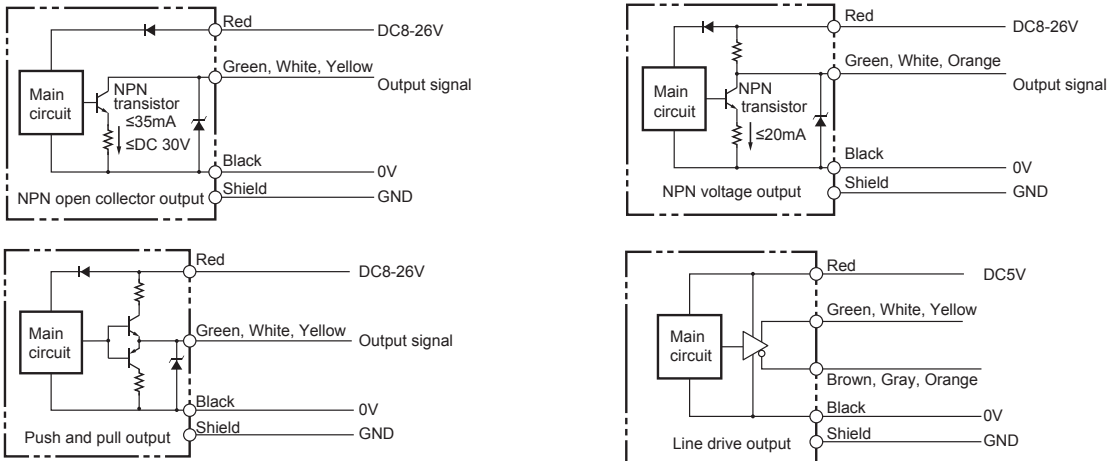 Red
DC8-26V
Green, White, Yellow
Output signal
Main
circuit
NPN
transistor
≤35mA
≤DC 30V
Black
0V
Shield
GND
NPN open collector output
Red
DC8-26V
Green, White, Orange
Output signal
Main
circuit
NPN
transistor
≤20mA
Black
0V
Shield
GND
NPN voltage output
Red
DC8-26V
Green, White, Yellow
Output signal
Main
circuit
Black
0V
Shield
GND
Push and pull output
Red
DC5V
Green, White, Yellow
Main
circuit
Brown, Gray, Orange
Black
0V
Shield
GND
Line drive output